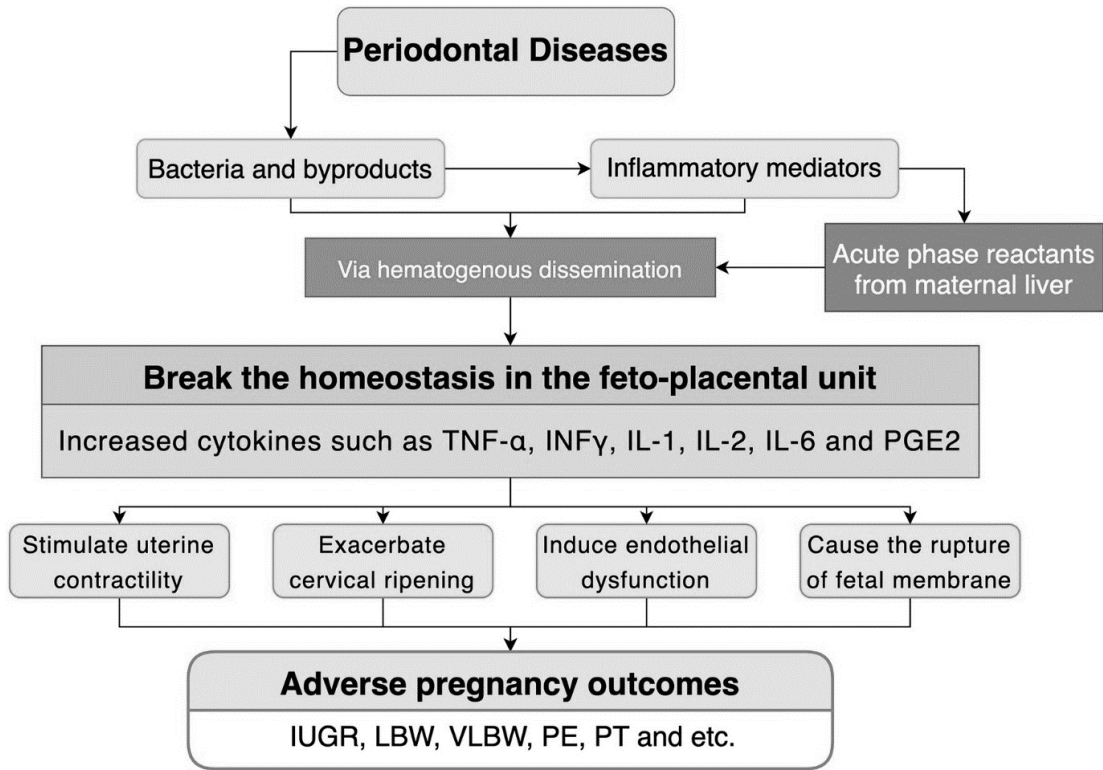 Periodontal Diseases
Bacteria and byproducts
Inflammatory mediators
Via hematogenous dissemination
Acute phase reactants
from maternal liver
Break the homeostasis in the feto-placental unit
Increased cytokines such as TNF-α, INFγ, IL-1, IL-2, IL-6 and PGE2
Stimulate uterine
contractility
Exacerbate
cervical ripening
Induce endothelial
dysfunction
Cause the rupture
of fetal membrane
Adverse pregnancy outcomes
IUGR, LBW, VLBW, PE, PT and etc.